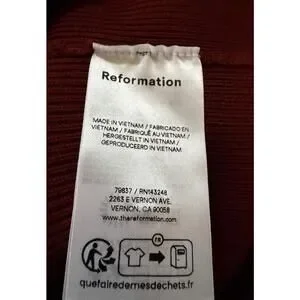 Reformation
MADE IN VIETNAM / FABRICADO EN
VIETNAM / FABRIQUÉ AU VIETNAM /
HERGESTELLT IN VIETNAM /
GEPRODUCEERD IN VIETNAM
79837 / RN143248
2263 E VERNON AVE.
VERNON, CA 90058
www.thereformation.com
FR
quefairedemesdechets.fr